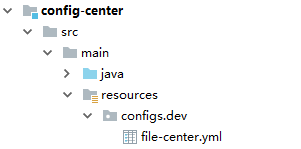 config-center
src
main
java
resources
configs.dev
file-center.yml